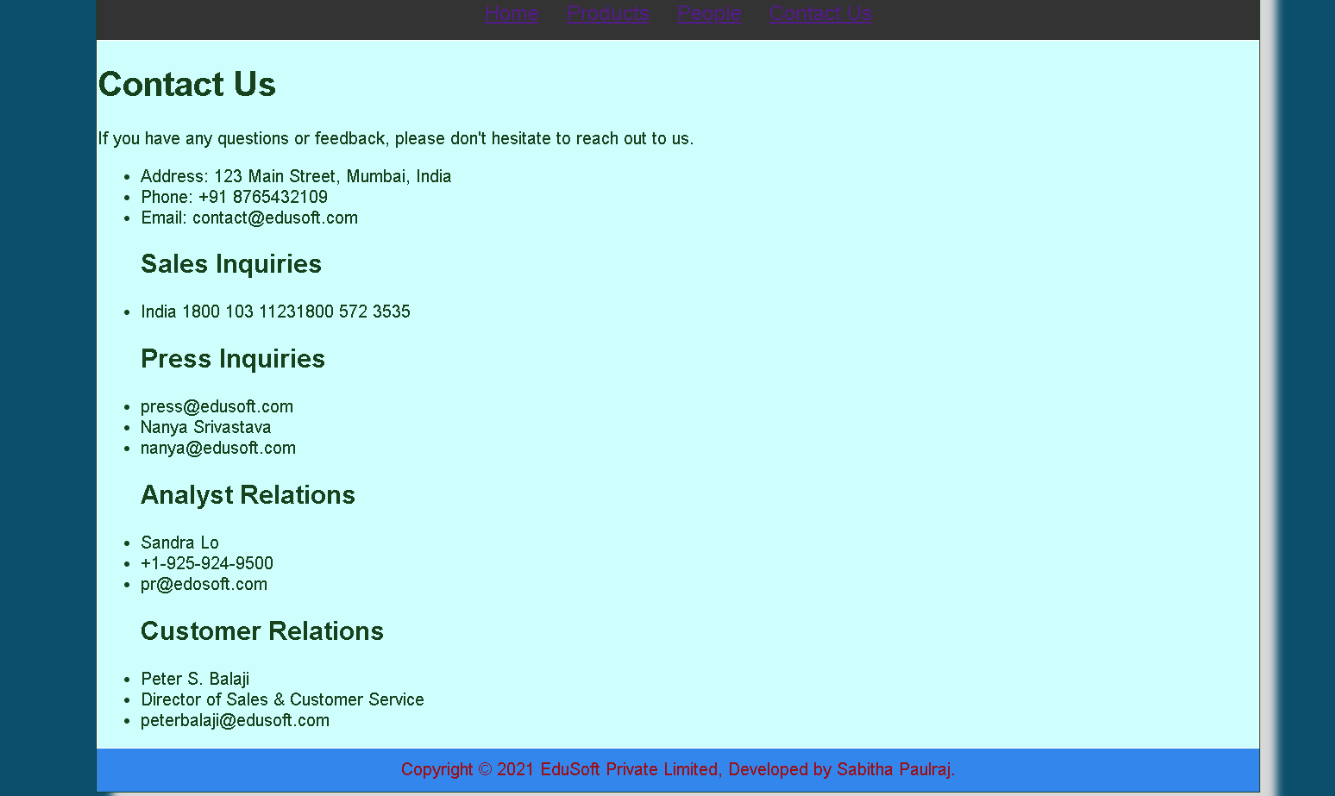 Home Products People Contact Us
Contact Us
If you have any questions or feedback, please don't hesitate to reach out to us.
Address: 123 Main Street, Mumbai, India
Phone: +91 8765432109
Email: contact@edusoft.com
Sales Inquiries
India 1800 103 11231800 572 3535
Press Inquiries
press@edusoft.com
Nanya Srivastava
nanya@edusoft.com
Analyst Relations
Sandra Lo
+1-925-924-9500
pr@edosoft.com
Customer Relations
Peter S. Balaji
Director of Sales & Customer Service
peterbalaji@edusoft.com
Copyright © 2021 EduSoft Private Limited, Developed by Sabitha Paulraj.